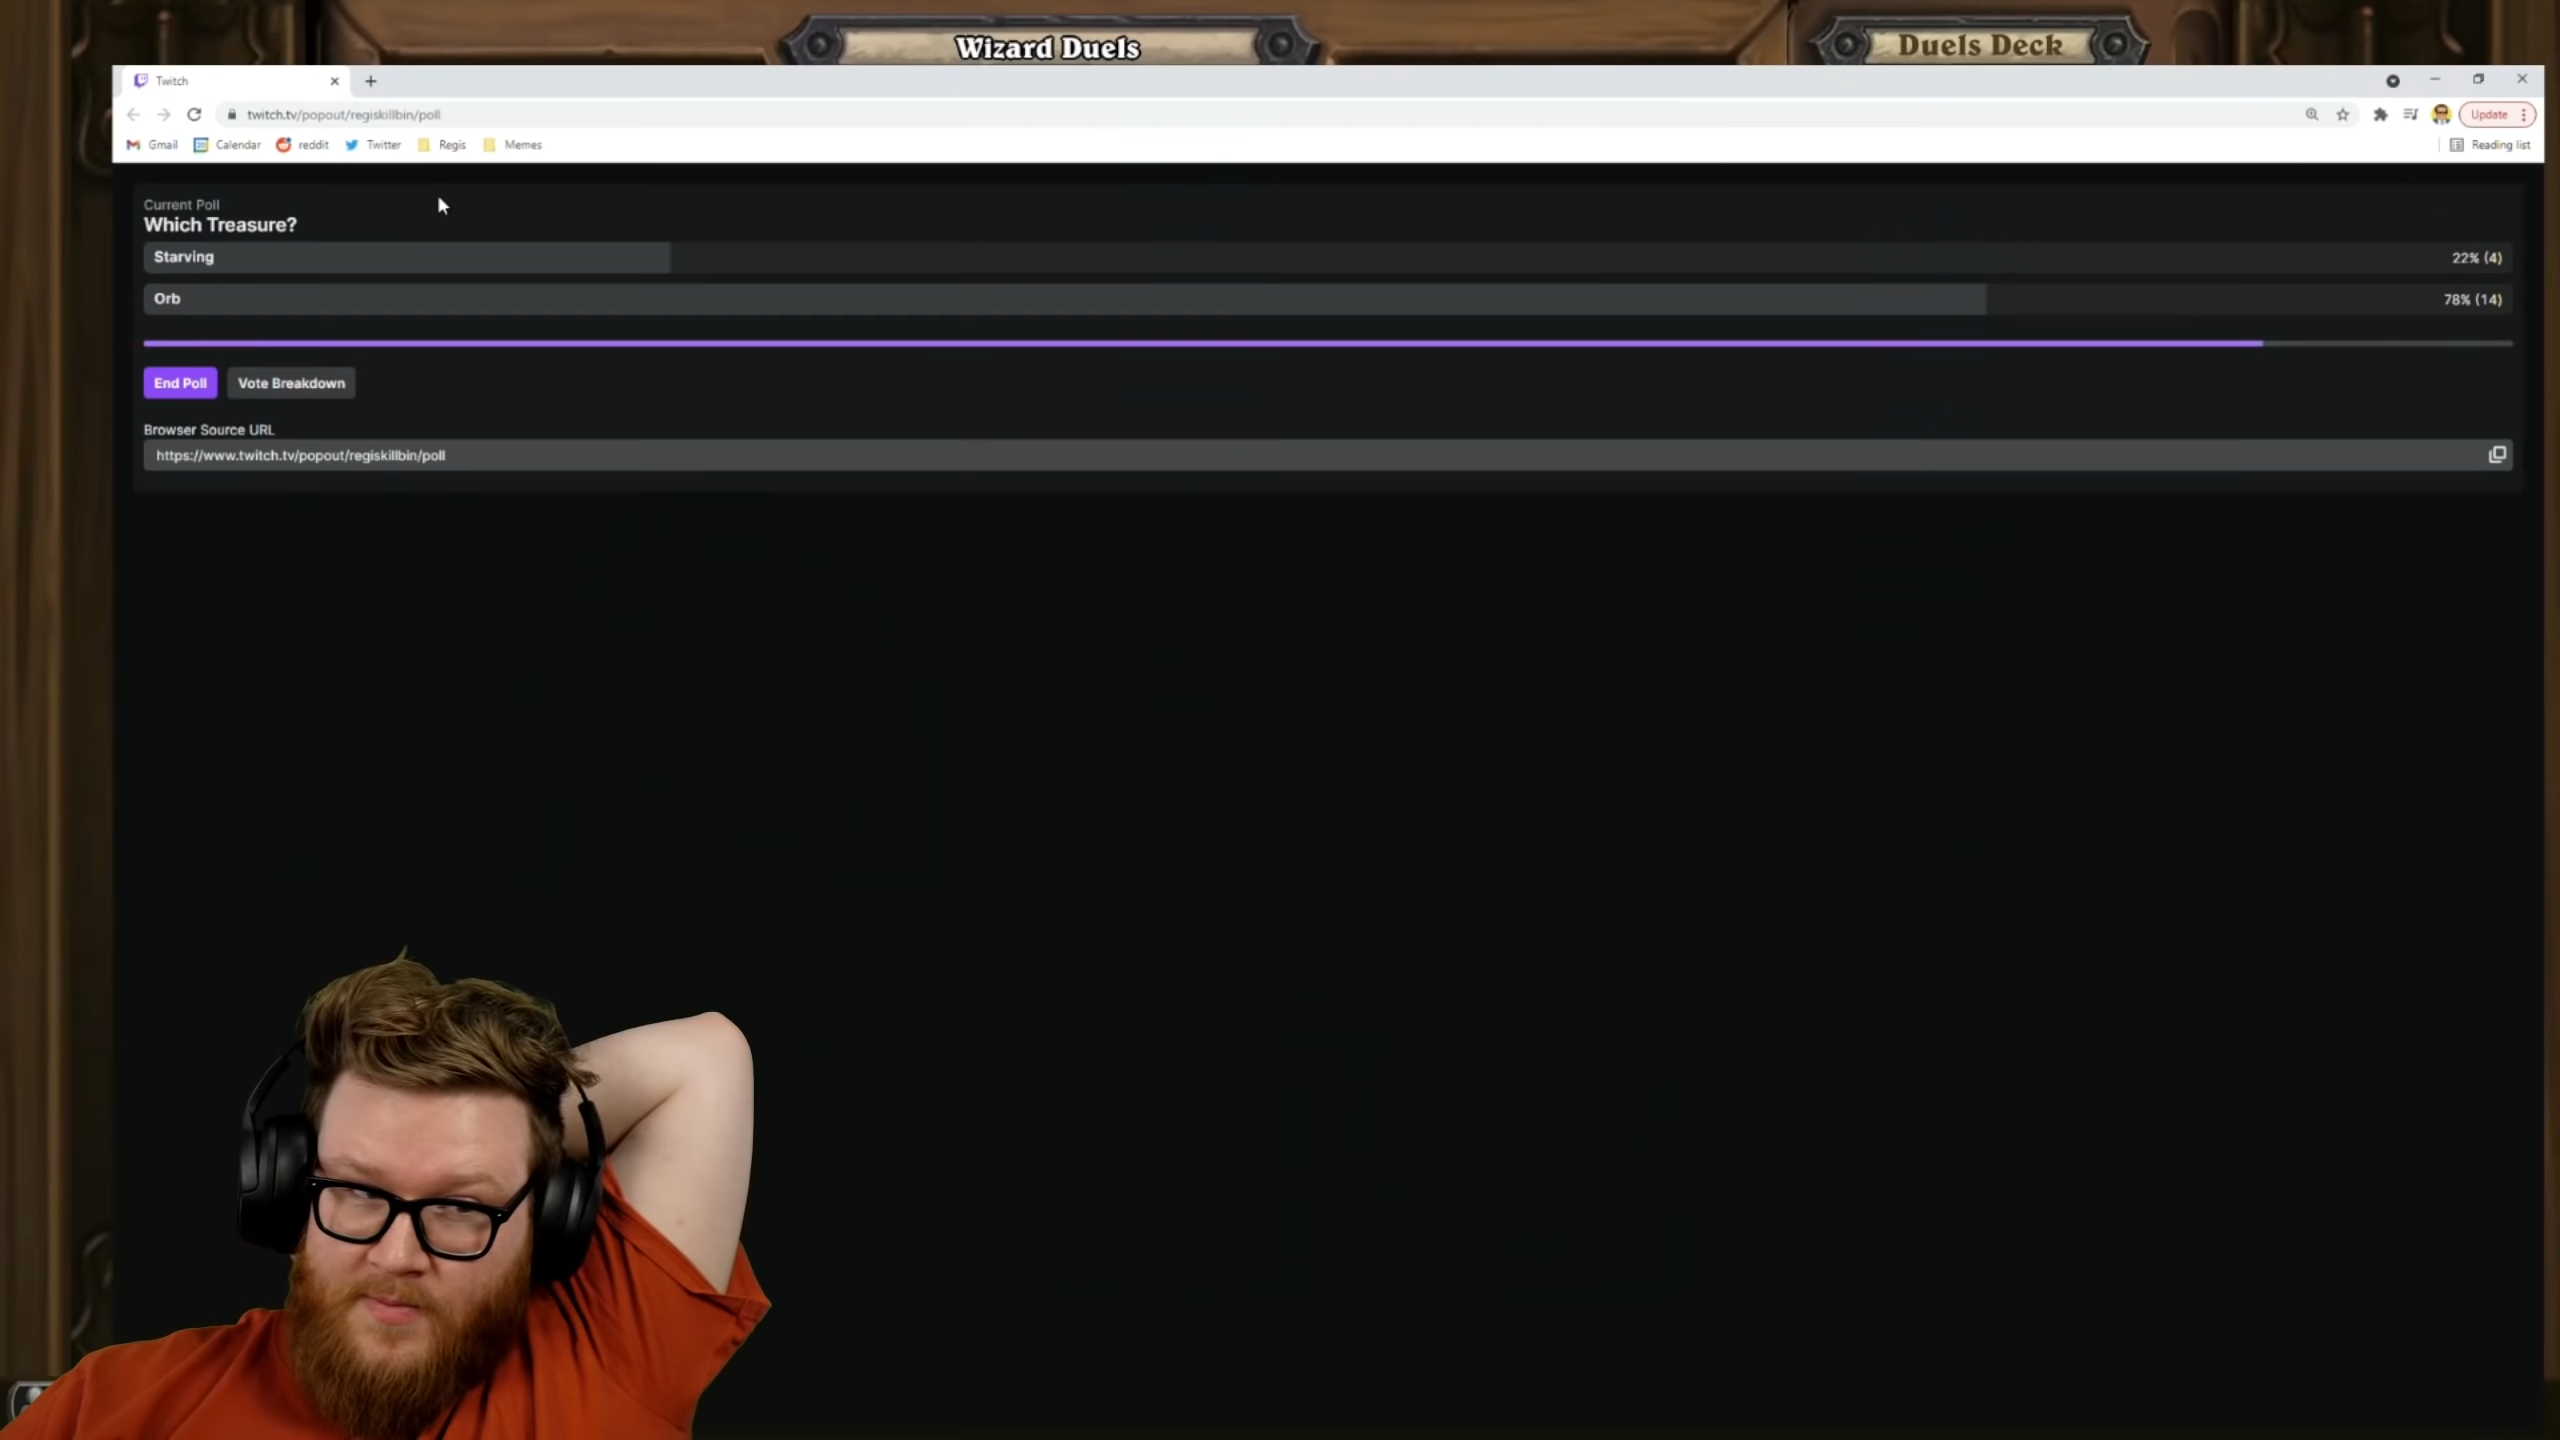 Wizard Duels
Duels Deck
Twitch
twitch.tv/popout/regiskillbin/poll
Update
Gmail
Calendar
reddit
Twitter
Regis
Memes
Reading list
Current Poll
Which Treasure?
Starving
22% (4)
Orb
78% (14)
End Poll
Vote Breakdown
Browser Source URL
https://www.twitch.tv/popout/regiskillbin/poll